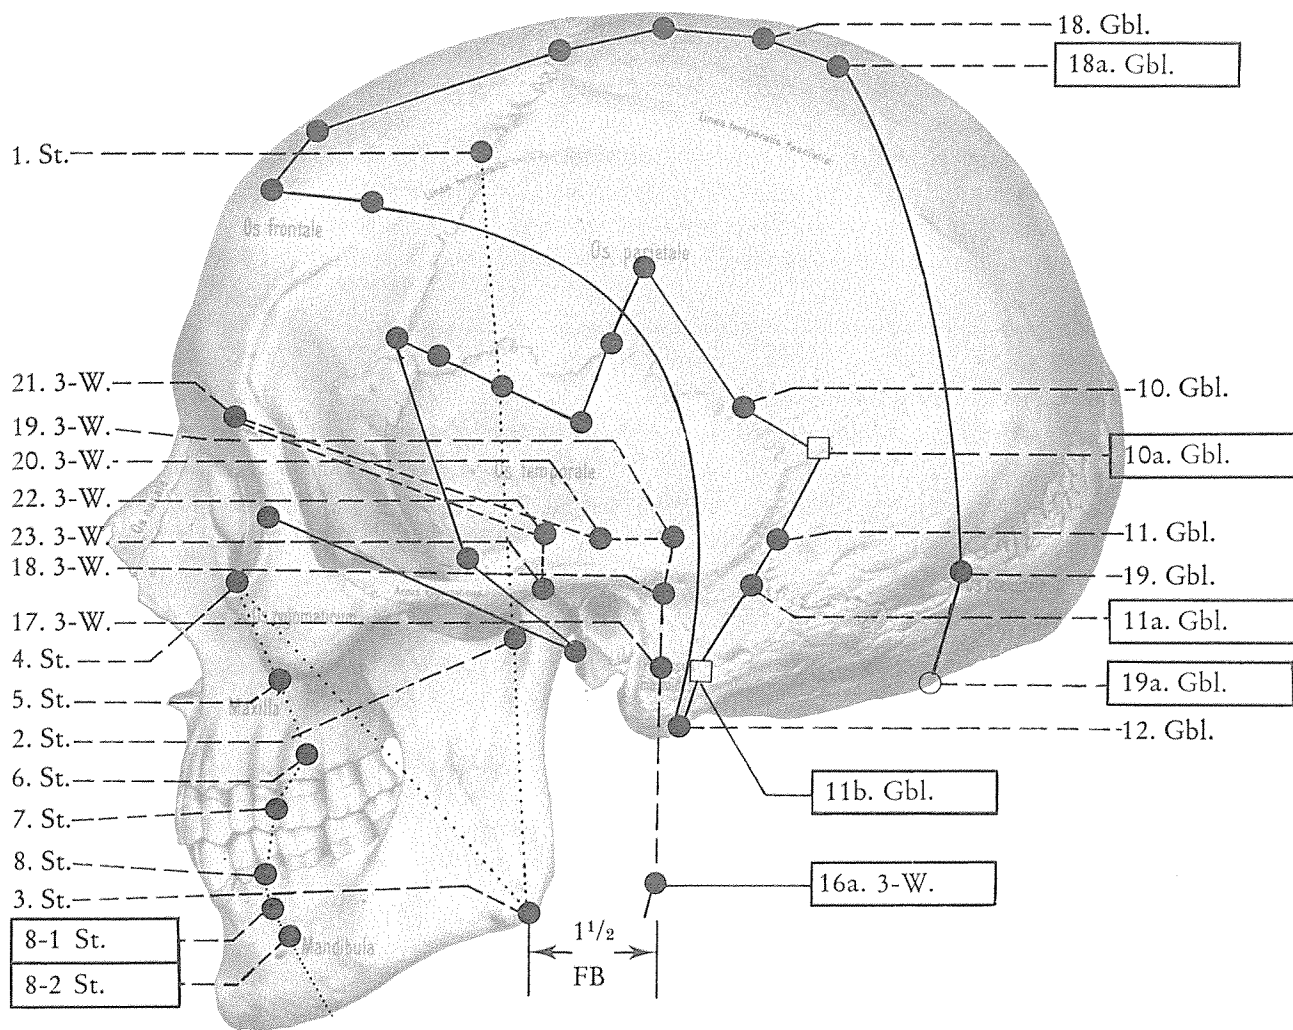 18. Gbl.
18a. Gbl.
1. St.
Linea temporalis
Os frontale
Os parietale
21. 3-W.
19. 3-W.
20. 3-W.
22. 3-W.
23. 3-W.
18. 3-W.
17. 3-W.
4. St.
5. St.
2. St.
6. St.
7. St.
8. St.
3. St.
8-1 St.
8-2 St.
Os temporale
Maxilla
Mandibula
10. Gbl.
10a. Gbl.
11. Gbl.
19. Gbl.
11a. Gbl.
19a. Gbl.
12. Gbl.
11b. Gbl.
16a. 3-W.
1 1/2
FB